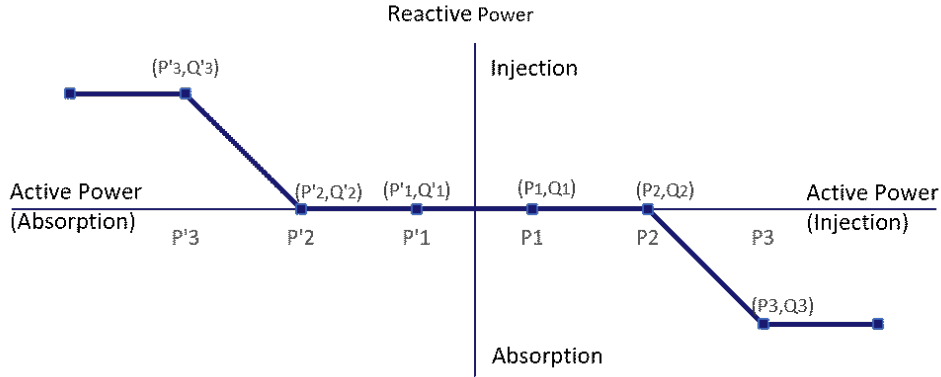 Reactive Power
(P'3,Q'3)
Injection
Active Power
(Absorption)
(P'2,Q'2)
(P'1,Q'1)
(P1,Q1)
(P2,Q2)
Active Power
(Injection)
P'3
P'2
P'1
P1
P2
P3
(P3,Q3)
Absorption